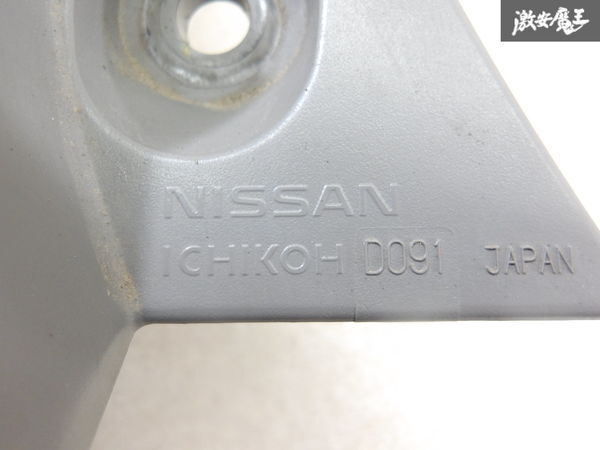 激安魔王
NISSAN
ICHIKOH D091 JAPAN